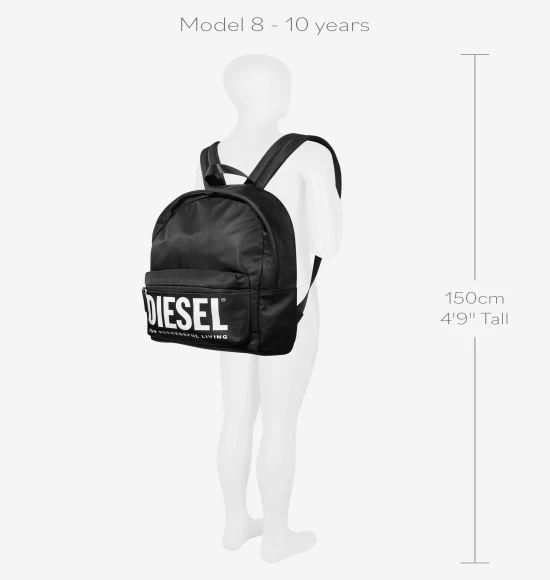 Model 8 - 10 years
DIESEL®
FOR SUCCESSFUL LIVING
150cm
4'9" Tall